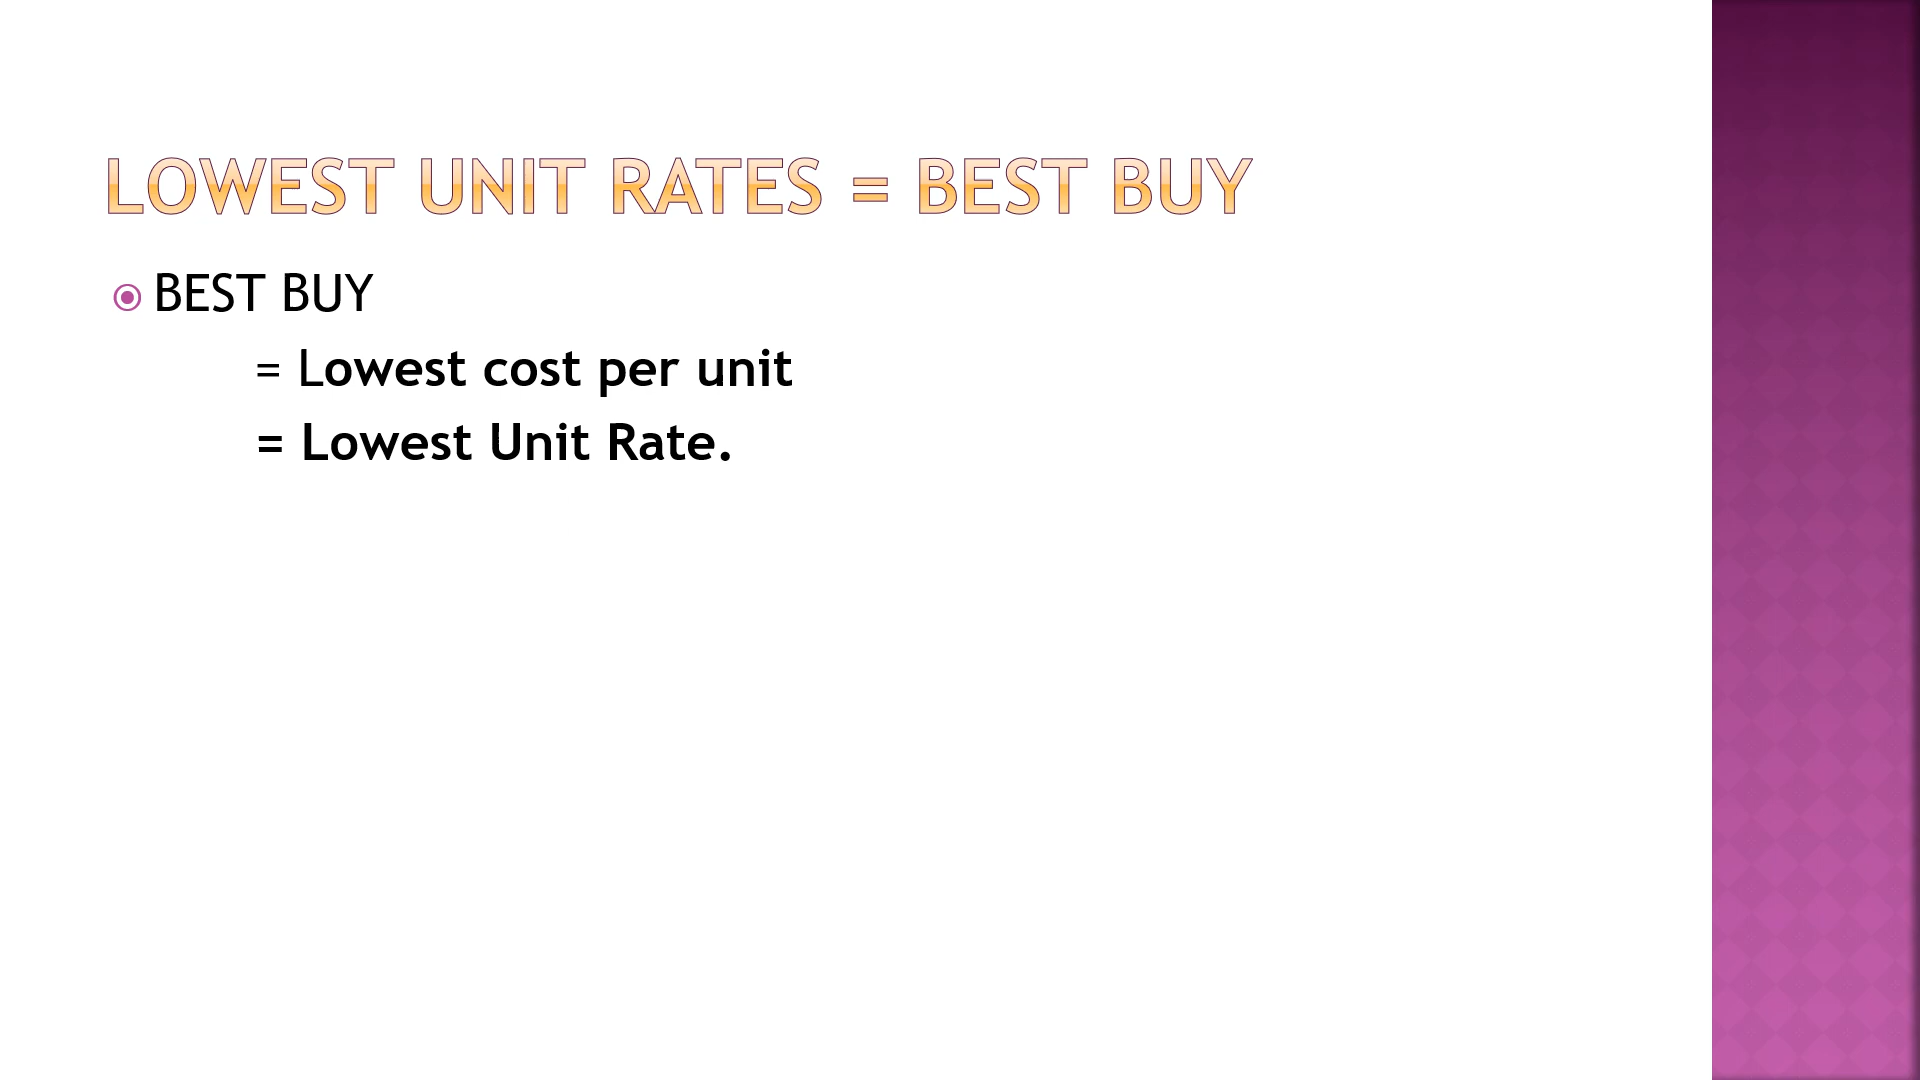 LOWEST UNIT RATES = BEST BUY
BEST BUY
= Lowest cost per unit
= Lowest Unit Rate.